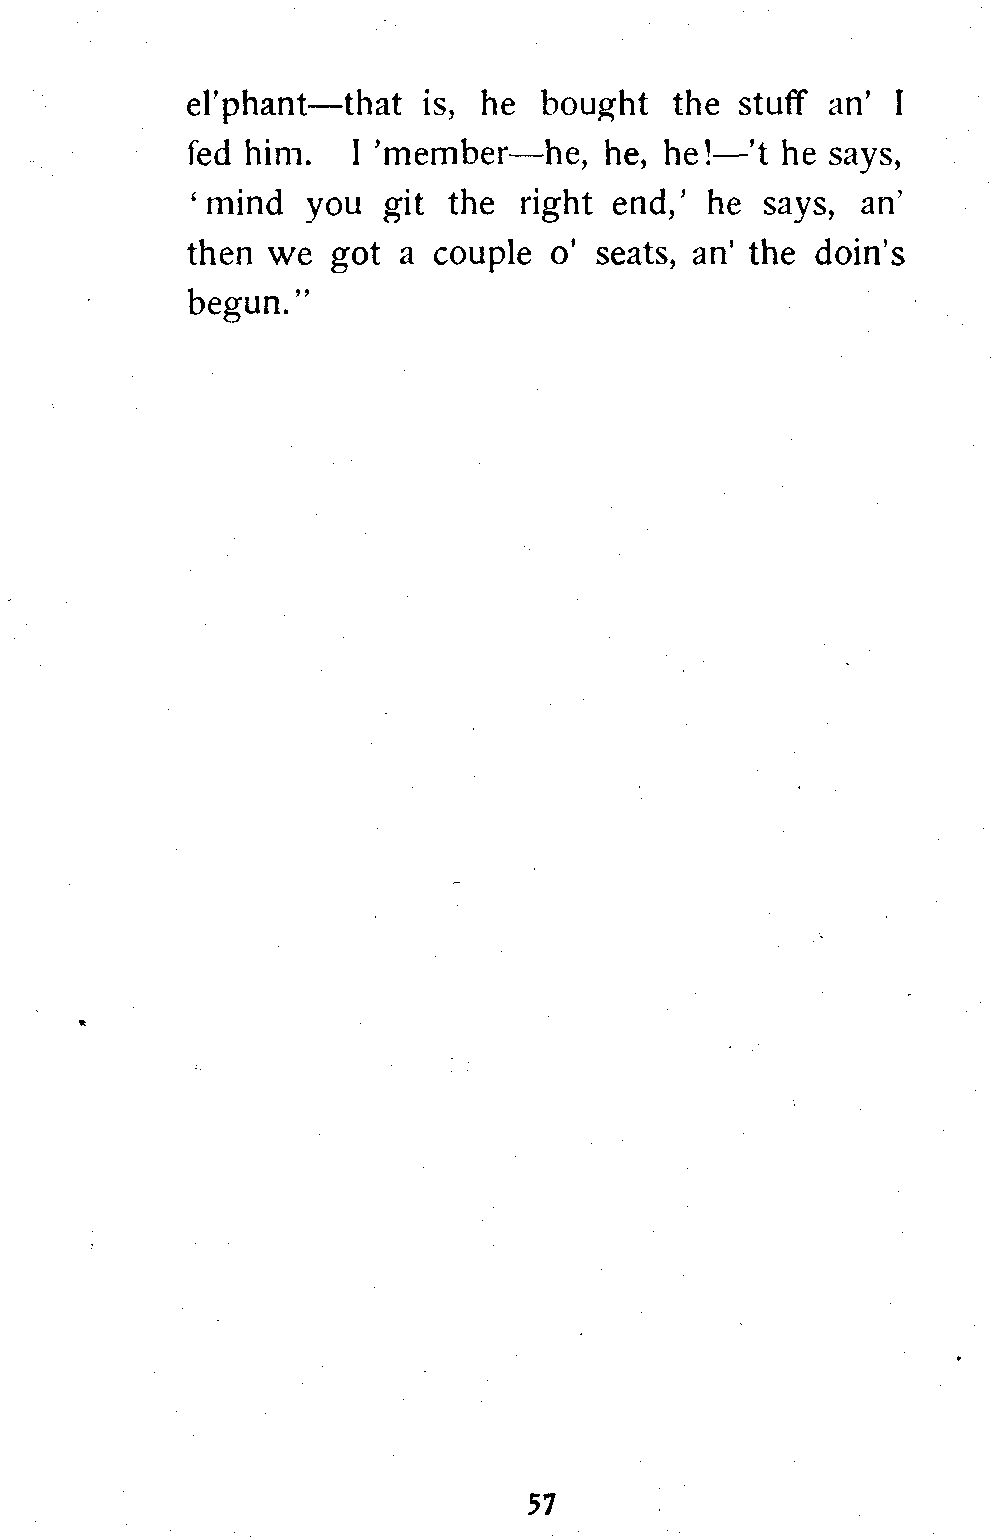 el'phant—that is, he bought the stuff an' I
fed him. I 'member—he, he, he!—'t he says,
'mind you git the right end,' he says, an'
then we got a couple o' seats, an' the doin's
begun."
57